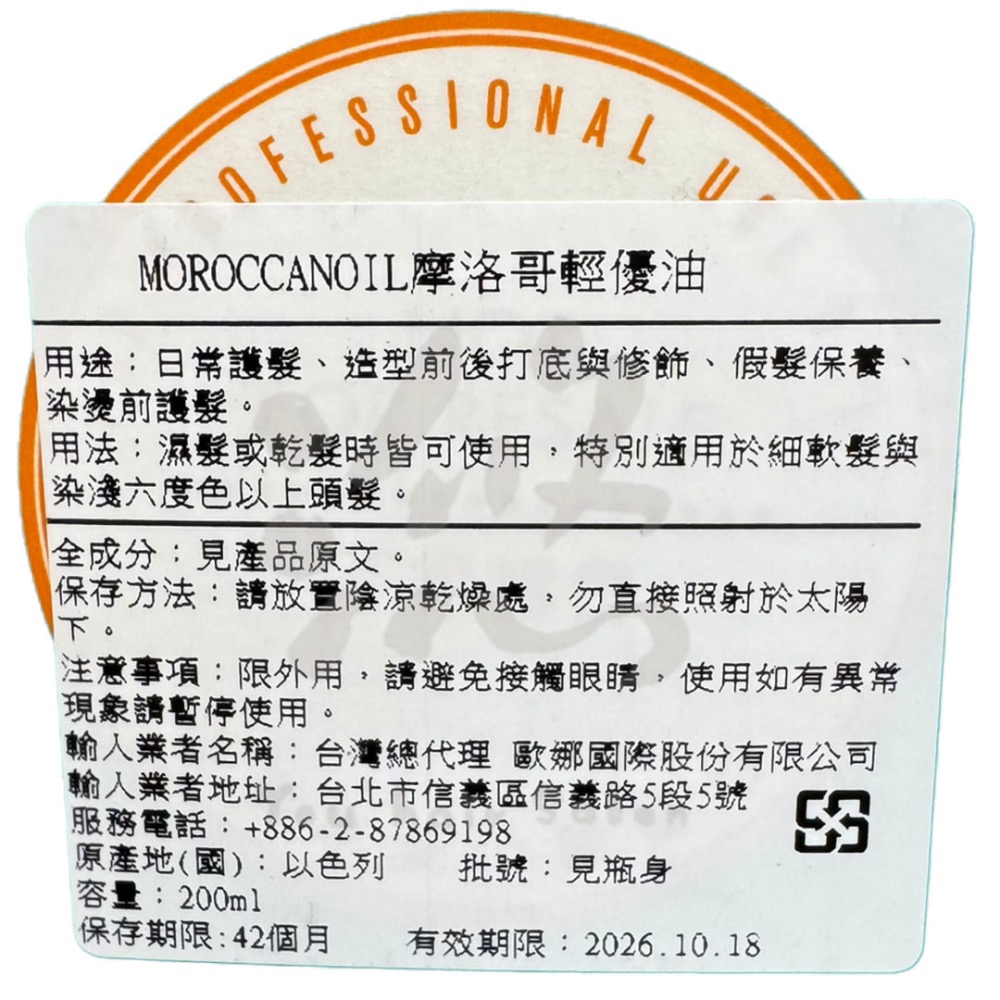 PROFESSIONAL
MOROCCANOIL摩洛哥輕優油
用途：日常護髮、造型前後打底與修飾、假髮保養、
染燙前護髮。
用法：濕髮或乾髮時皆可使用，特別適用於細軟髮與
染淺六度色以上頭髮。
全成分：見產品原文。
保存方法：請放置陰涼乾燥處，勿直接照射於太陽
下。
注意事項：限外用，請避免接觸眼睛，使用如有異常
現象請暫停使用。
輸入業者名稱：台灣總代理 歐娜國際股份有限公司
輸入業者地址：台北市信義區信義路5段5號
服務電話：+886-2-87869198
原產地(國)：以色列 批號：見瓶身
容量：200ml
保存期限:42個月 有效期限：2026.10.18